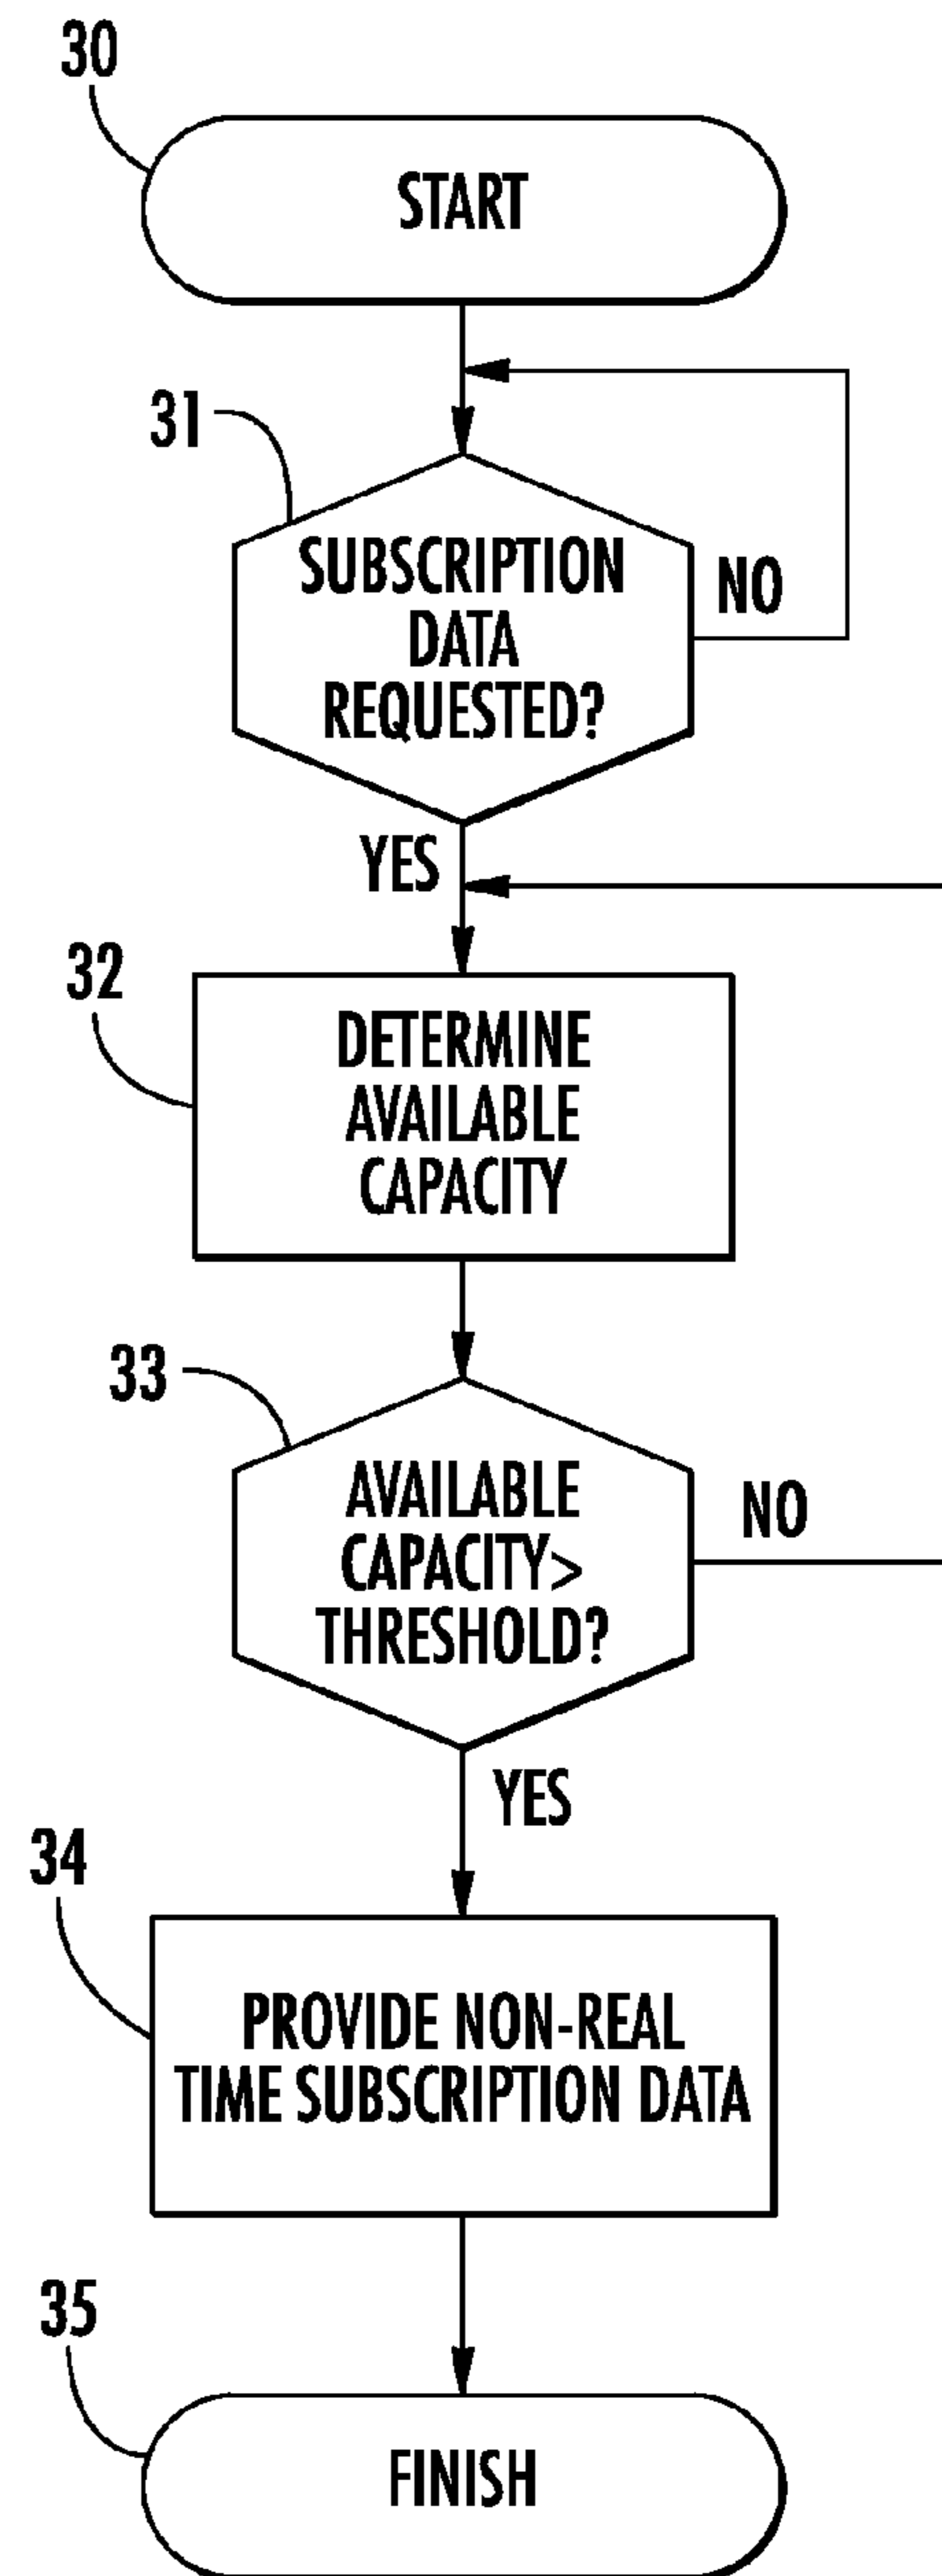 30
START
31
SUBSCRIPTION
DATA
REQUESTED?
NO
YES
32
DETERMINE
AVAILABLE
CAPACITY
33
AVAILABLE
CAPACITY>
THRESHOLD?
NO
YES
34
PROVIDE NON-REAL
TIME SUBSCRIPTION DATA
35
FINISH